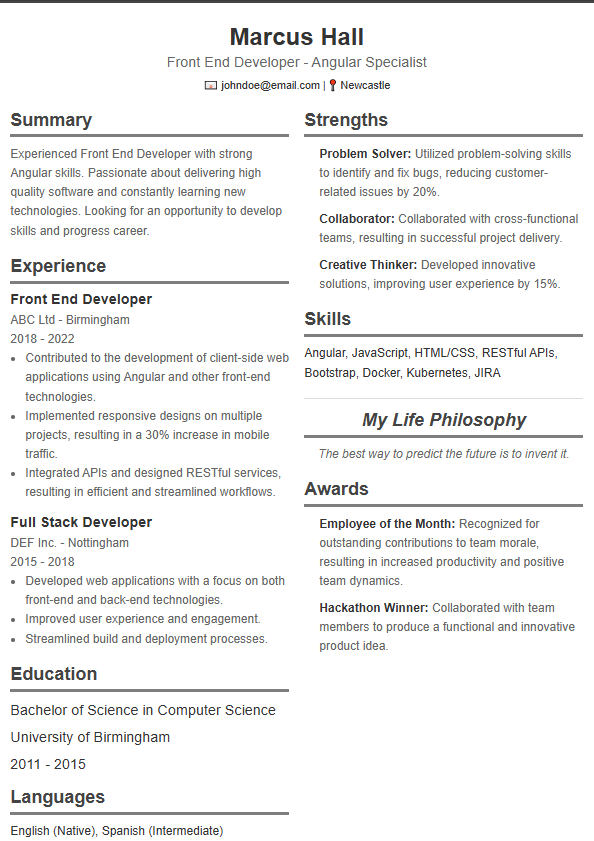 Marcus Hall
Front End Developer - Angular Specialist
johndoe@email.com | Newcastle
Summary
Experienced Front End Developer with strong
Angular skills. Passionate about delivering high
quality software and constantly learning new
technologies. Looking for an opportunity to develop
skills and progress career.
Experience
Front End Developer
ABC Ltd - Birmingham
2018 - 2022
• Contributed to the development of client-side web
applications using Angular and other front-end
technologies.
• Implemented responsive designs on multiple
projects, resulting in a 30% increase in mobile
traffic.
• Integrated APIs and designed RESTful services,
resulting in efficient and streamlined workflows.
Full Stack Developer
DEF Inc. - Nottingham
2015 - 2018
• Developed web applications with a focus on both
front-end and back-end technologies.
• Improved user experience and engagement.
• Streamlined build and deployment processes.
Education
Bachelor of Science in Computer Science
University of Birmingham
2011 - 2015
Languages
English (Native), Spanish (Intermediate)
Strengths
Problem Solver: Utilized problem-solving skills
to identify and fix bugs, reducing customer-
related issues by 20%.
Collaborator: Collaborated with cross-functional
teams, resulting in successful project delivery.
Creative Thinker: Developed innovative
solutions, improving user experience by 15%.
Skills
Angular, JavaScript, HTML/CSS, RESTful APIs,
Bootstrap, Docker, Kubernetes, JIRA
My Life Philosophy
The best way to predict the future is to invent it.
Awards
Employee of the Month: Recognized for
outstanding contributions to team morale,
resulting in increased productivity and positive
team dynamics.
Hackathon Winner: Collaborated with team
members to produce a functional and innovative
product idea.